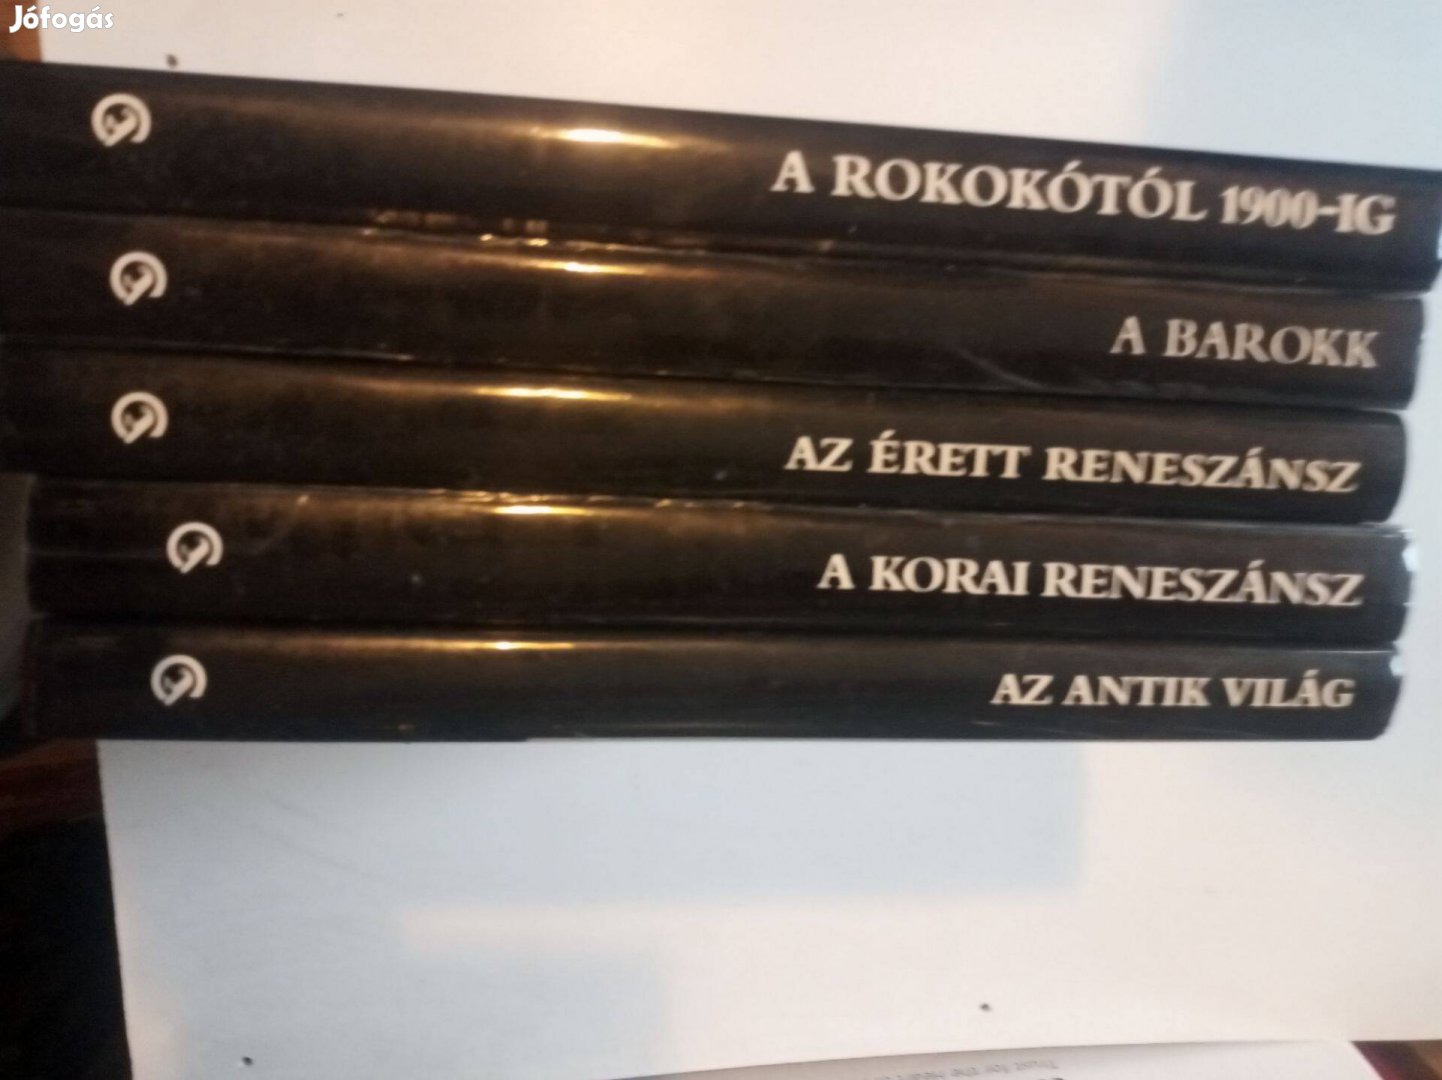 Jófogás
A ROKOKÓTÓL 1900-IG
A BAROKK
AZ ÉRETT RENESZÁNSZ
A KORAI RENESZÁNSZ
AZ ANTIK VILÁG